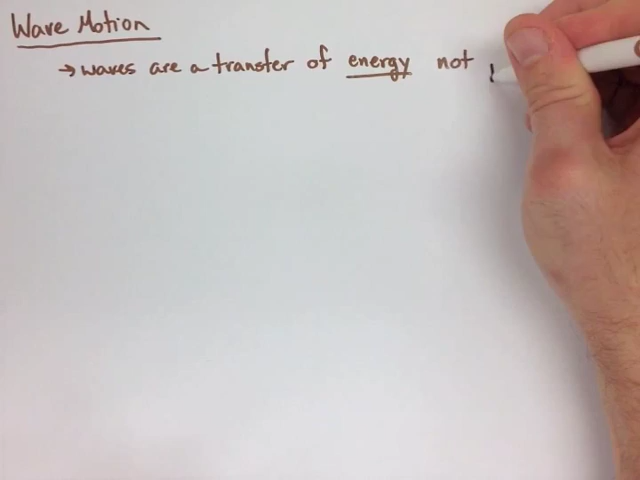 Wave Motion
→ waves are a transfer of energy not